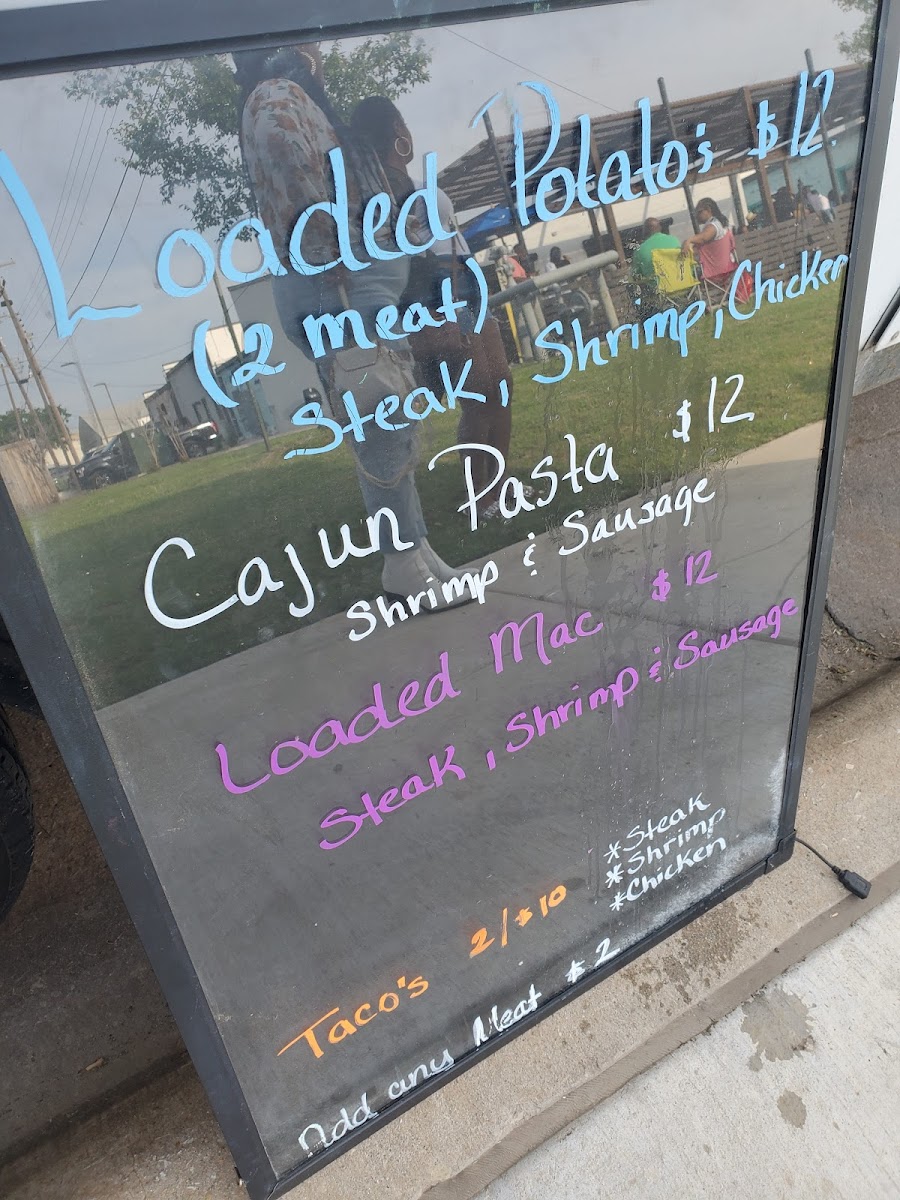 Loaded Potato's $12.
(2 meat)
Steak, Shrimp, Chicken
Cajun Pasta $12
Shrimp & Sausage
Loaded Mac $12
Steak, Shrimp & Sausage
*Steak
*Shrimp
*Chicken
Taco's 2/$10
Add any Meat $2